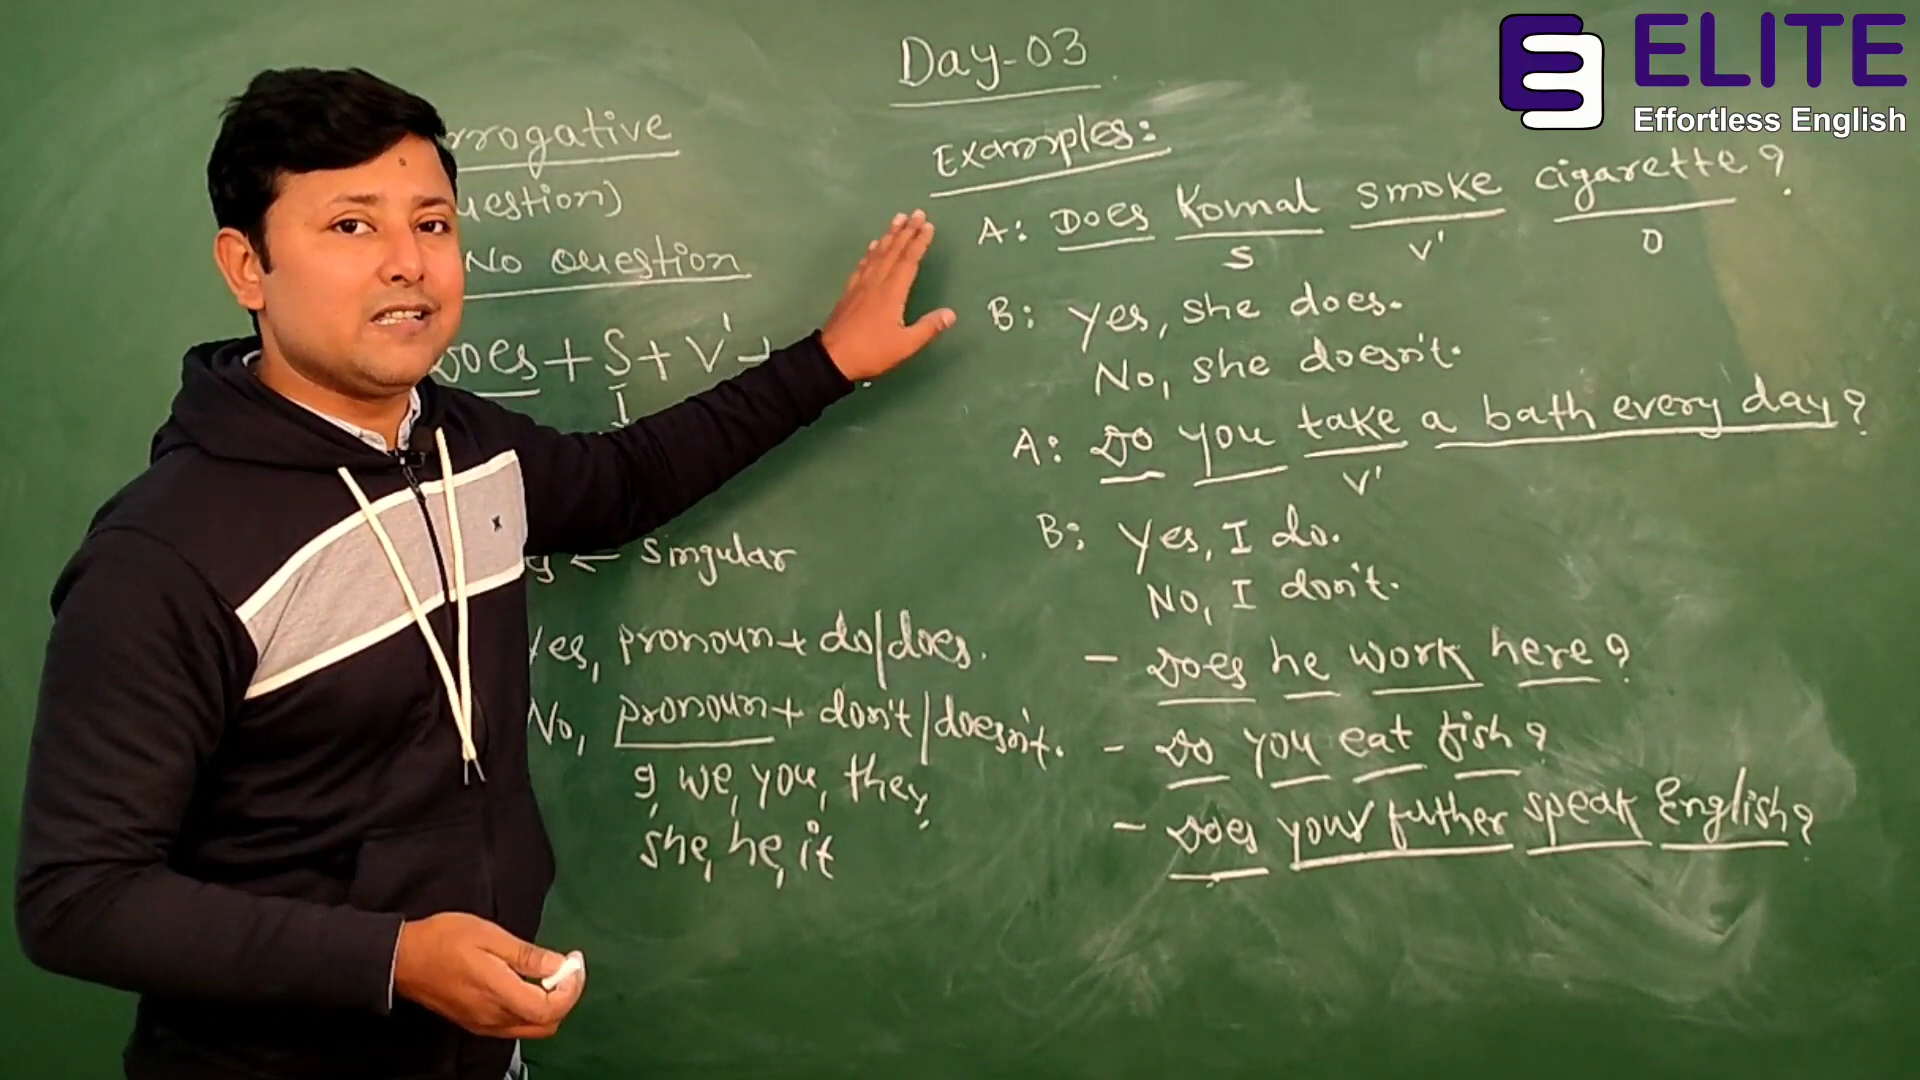 Day-03
ELITE
Effortless English
rrogative
uestion)
No Question
Does + S + V' +
I
← Singular
Yes, pronoun + do/does.
No, pronoun + don't/doesn't.
I, we, you, they,
she, he, it
Examples:
A: Does Komal smoke cigarette?
S V' O
B: Yes, she does.
No, she doesn't.
A: Do you take a bath every day?
V'
B: Yes, I do.
No, I don't.
- Does he work here?
- Do you eat fish?
- Does your futher speak English?